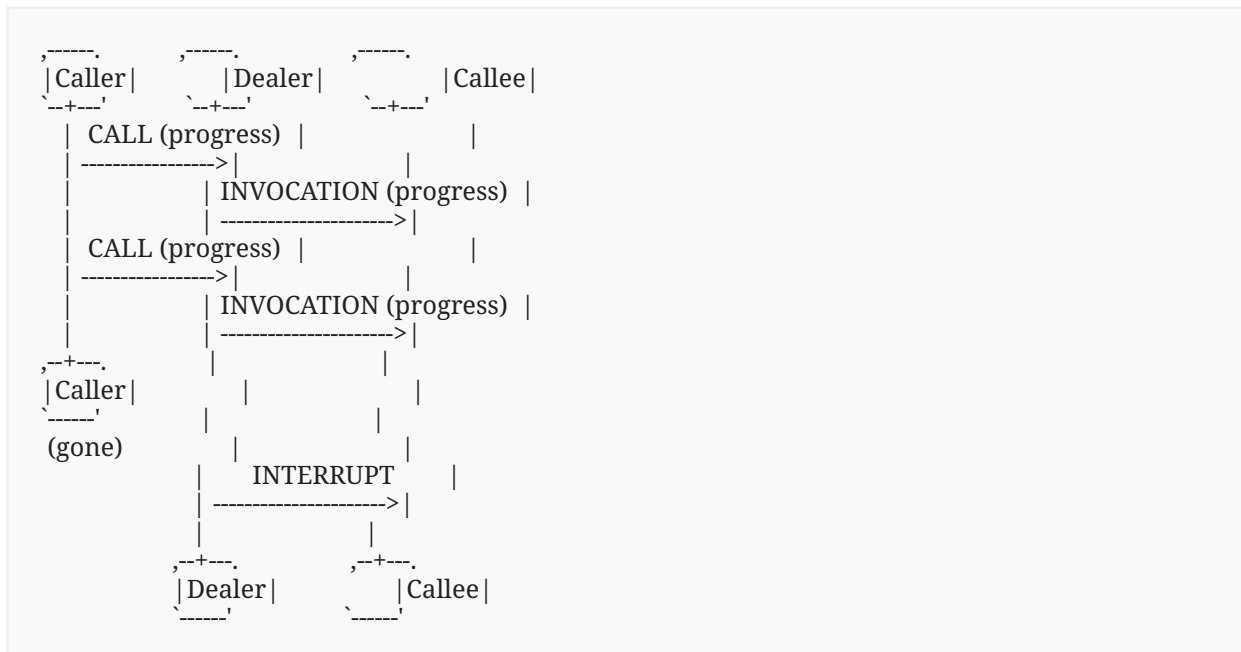 ,------.       ,------.                 ,------.
|Caller|             |Dealer|                  |Callee|
`--+---'          `--+---'                 `--+---'
   |  CALL (progress)  |                         |
   | ----------------->|                         |
   |                    | INVOCATION (progress)  |
   |                    | ---------------------->|
   |  CALL (progress)  |                         |
   | ----------------->|                         |
   |                    | INVOCATION (progress)  |
   |                    | ---------------------->|
,--+---.                |                        |
|Caller|                |                        |
`------'                |                        |
 (gone)                 |                        |
                        |       INTERRUPT        |
                        | ---------------------->|
                        |                        |
                    ,--+---.                 ,--+---.
                    |Dealer|                 |Callee|
                    `------'                 `------'